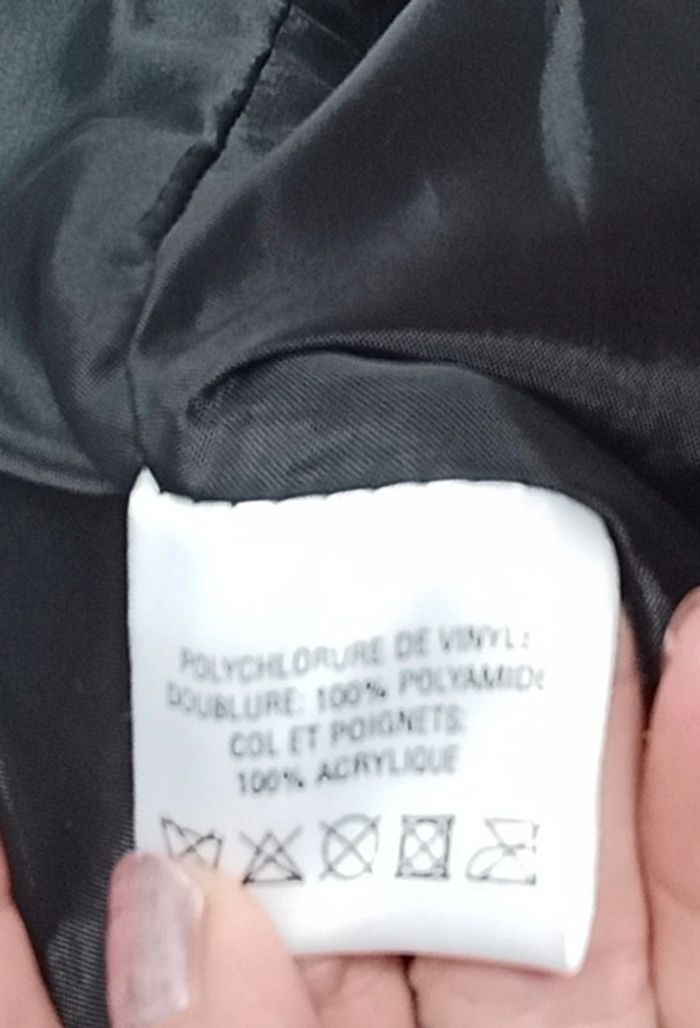 POLYCHLORURE DE VINYL:
DOUBLURE: 100% POLYAMIDE
COL ET POIGNETS:
100% ACRYLIQUE